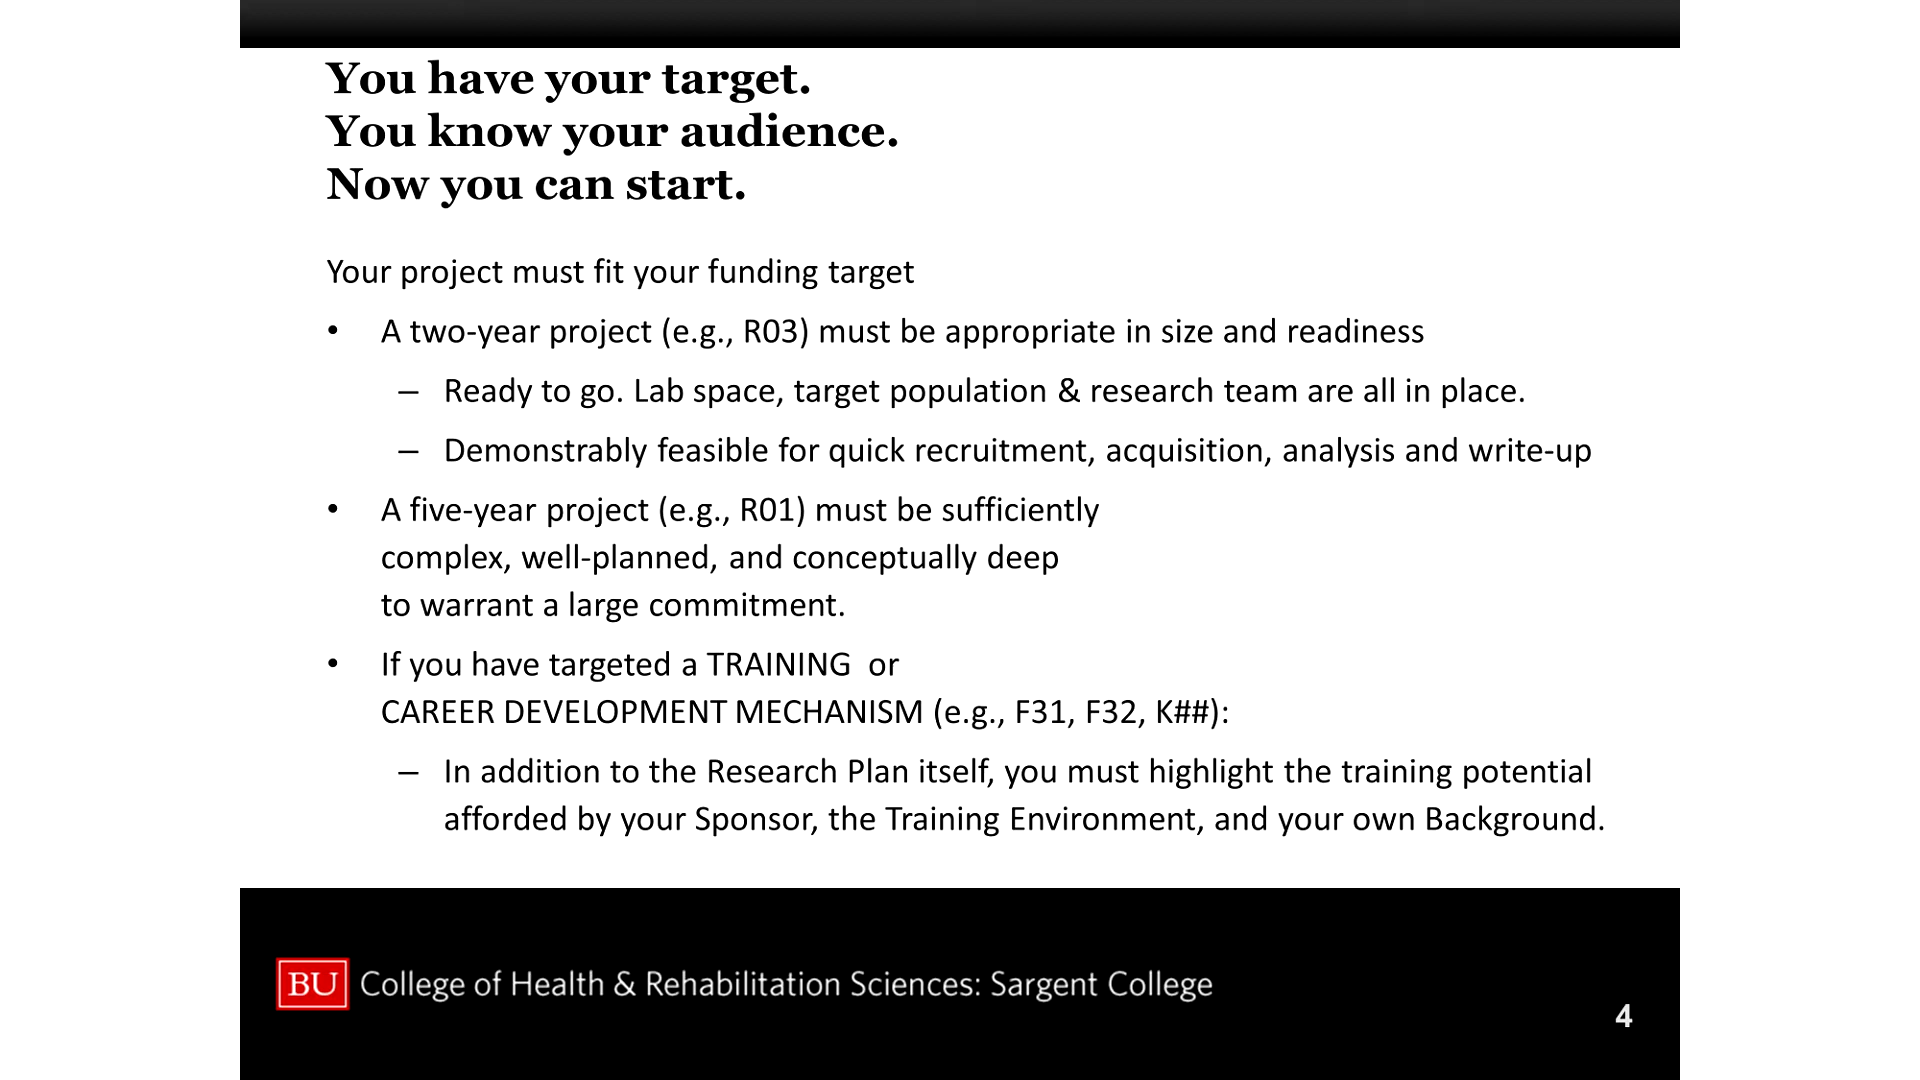 You have your target.
You know your audience.
Now you can start.
Your project must fit your funding target
• A two-year project (e.g., R03) must be appropriate in size and readiness
– Ready to go. Lab space, target population & research team are all in place.
– Demonstrably feasible for quick recruitment, acquisition, analysis and write-up
• A five-year project (e.g., R01) must be sufficiently
complex, well-planned, and conceptually deep
to warrant a large commitment.
• If you have targeted a TRAINING  or
CAREER DEVELOPMENT MECHANISM (e.g., F31, F32, K##):
– In addition to the Research Plan itself, you must highlight the training potential
afforded by your Sponsor, the Training Environment, and your own Background.
BU College of Health & Rehabilitation Sciences: Sargent College
4